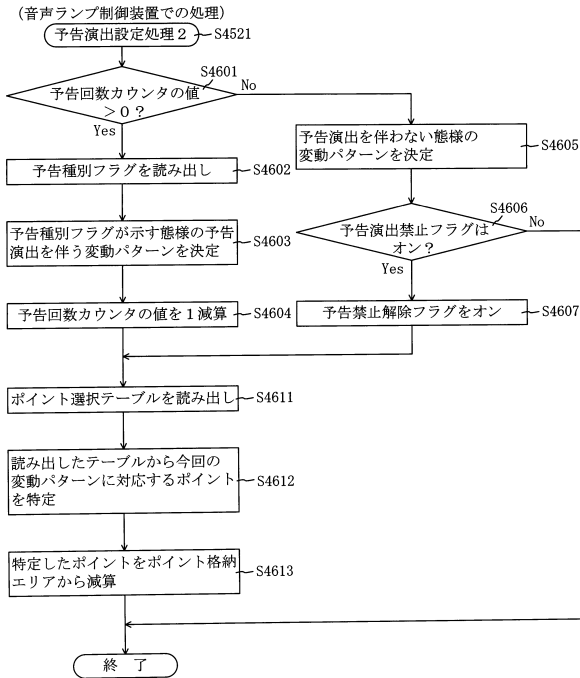 (音声ランプ制御装置での処理)
予告演出設定処理２
S4521
S4601
予告回数カウンタの値
＞０？
No
Yes
予告種別フラグを読み出し
S4602
予告種別フラグが示す態様の予告
演出を伴う変動パターンを決定
S4603
予告回数カウンタの値を１減算
S4604
予告演出を伴わない態様の
変動パターンを決定
S4605
S4606
予告演出禁止フラグは
オン？
No
Yes
予告禁止解除フラグをオン
S4607
ポイント選択テーブルを読み出し
S4611
読み出したテーブルから今回の
変動パターンに対応するポイント
を特定
S4612
特定したポイントをポイント格納
エリアから減算
S4613
終 了